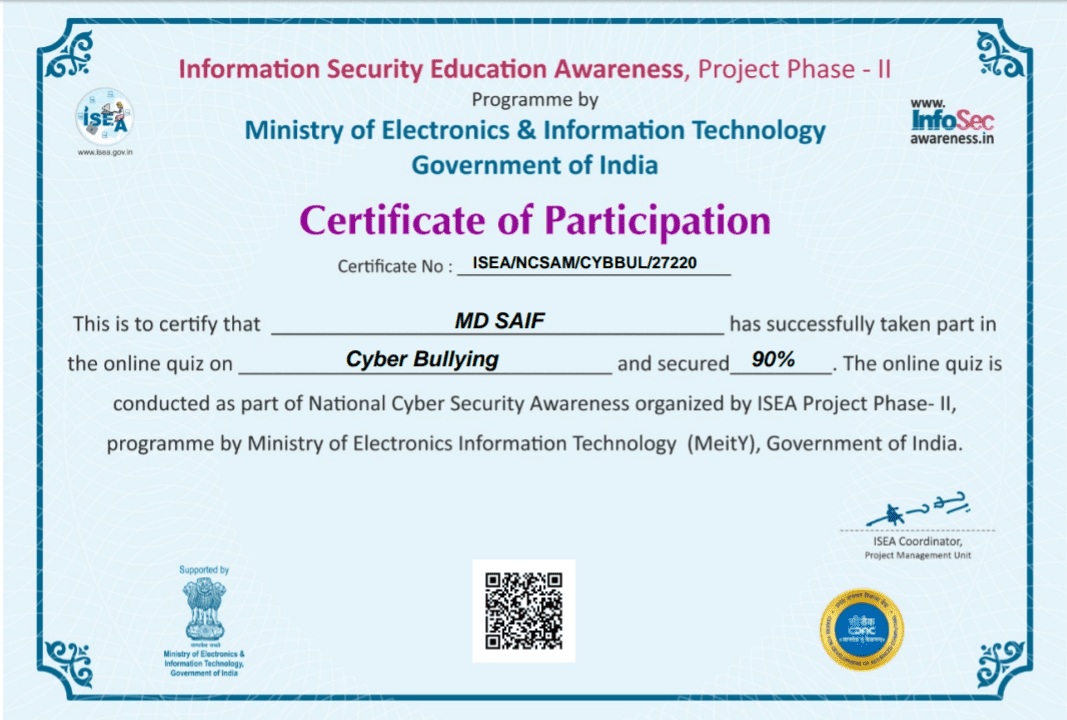 Information Security Education Awareness, Project Phase - II
Programme by
Ministry of Electronics & Information Technology
Government of India
ISEA
www.isea.gov.in
www.
InfoSec
awareness.in
Certificate of Participation
Certificate No : ISEA/NCSAM/CYBBUL/27220
This is to certify that MD SAIF has successfully taken part in
the online quiz on Cyber Bullying and secured 90%. The online quiz is
conducted as part of National Cyber Security Awareness organized by ISEA Project Phase- II,
programme by Ministry of Electronics Information Technology (MeitY), Government of India.
ISEA Coordinator,
Project Management Unit
Supported by
सत्यमेव जयते
Ministry of Electronics &
Information Technology,
Government of India
सी डैक
CDAC